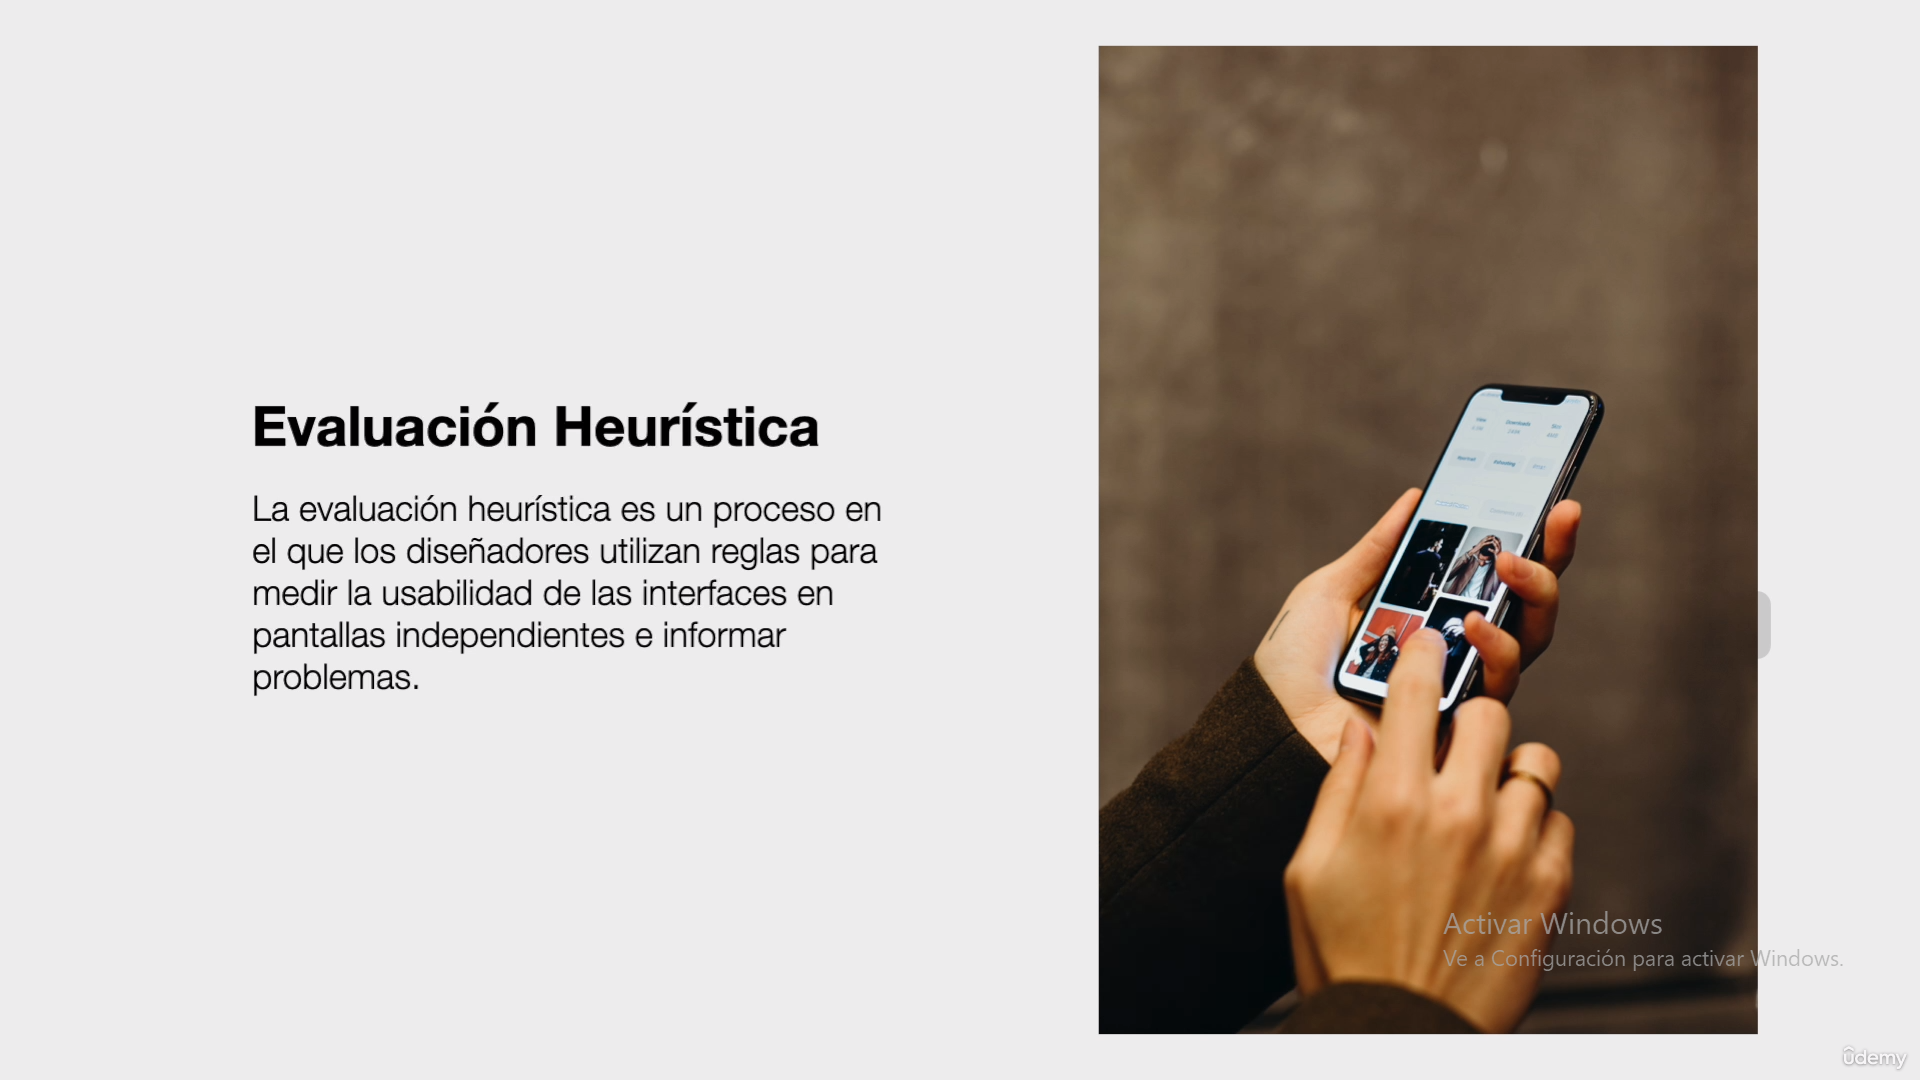 Evaluación Heurística
La evaluación heurística es un proceso en
el que los diseñadores utilizan reglas para
medir la usabilidad de las interfaces en
pantallas independientes e informar
problemas.
Activar Windows
Ve a Configuración para activar Windows.
ûdemy